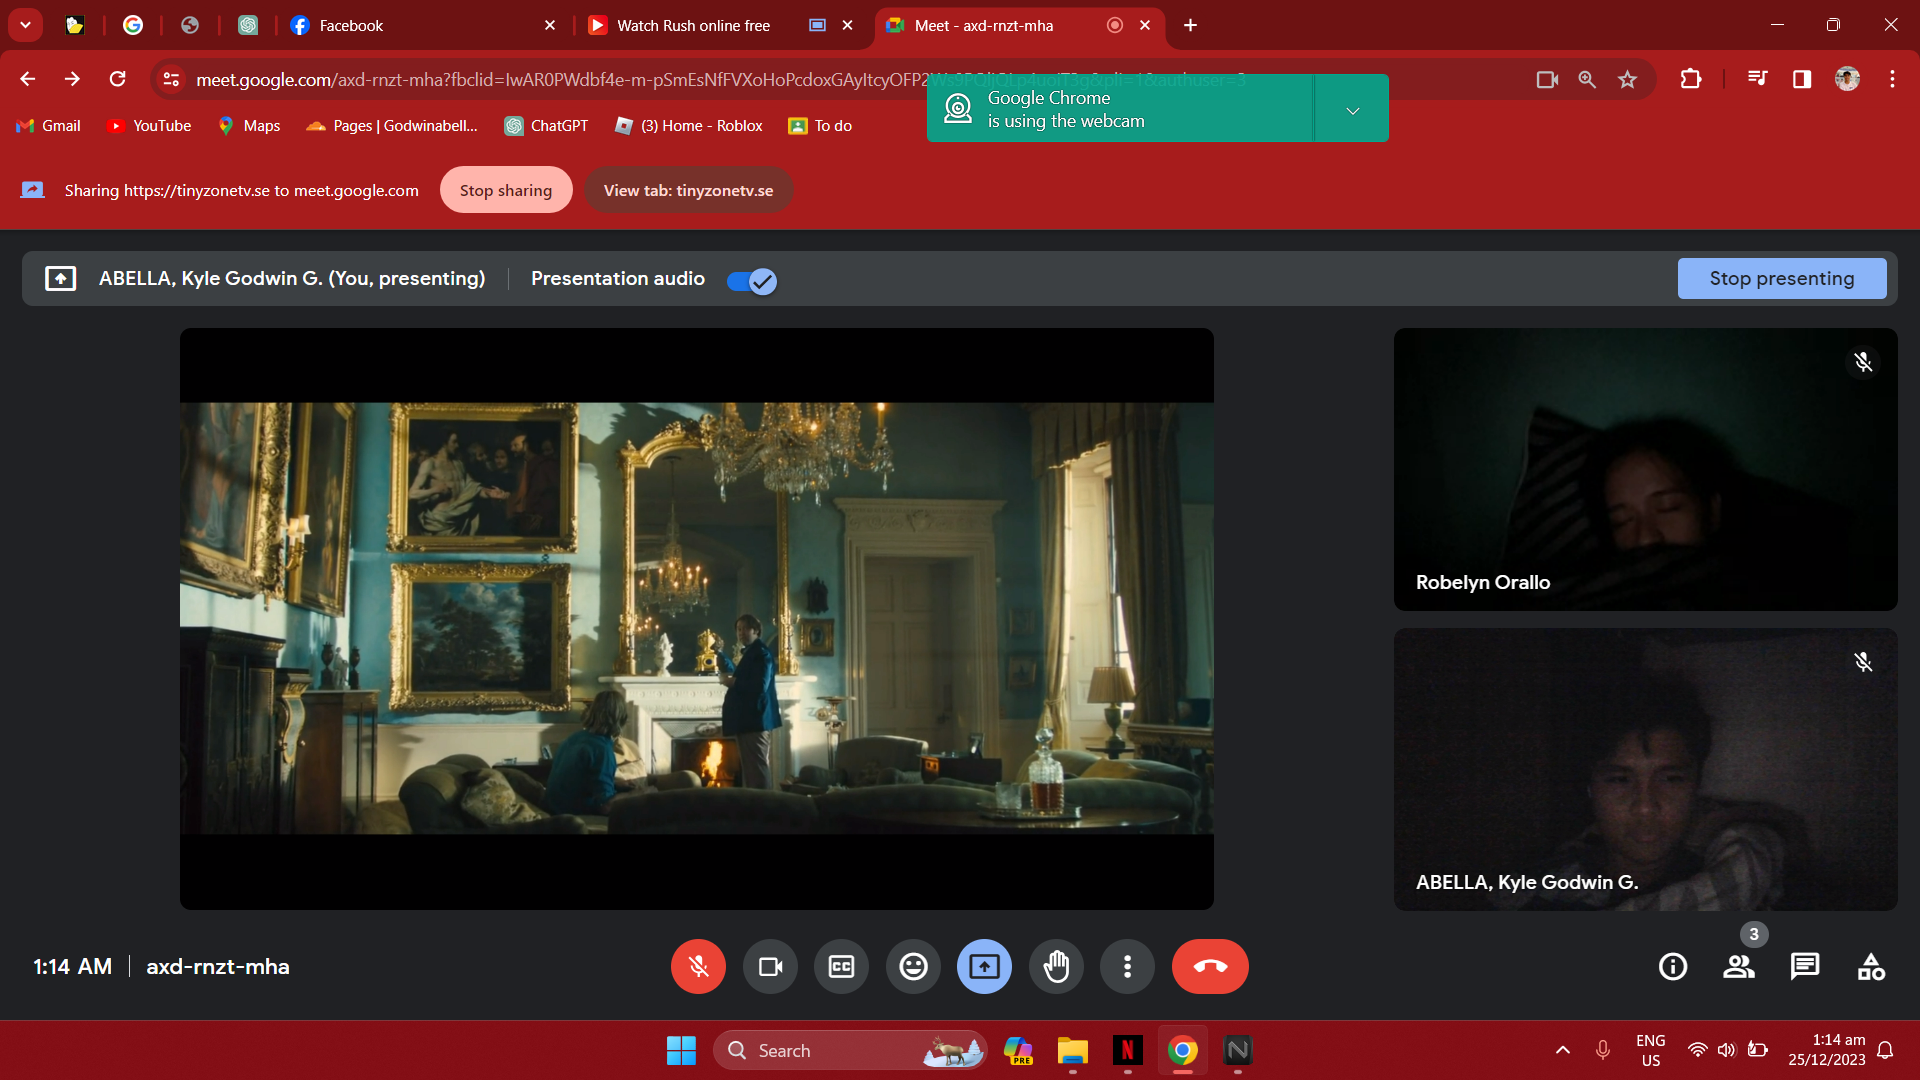 Facebook
Watch Rush online free
Meet - axd-rnzt-mha
meet.google.com/axd-rnzt-mha?fbclid=IwAR0PWdbf4e-m-pSmEsNfFVXoHoPcdoxGAyItcyOFP2
Google Chrome
is using the webcam
Gmail
YouTube
Maps
Pages | Godwinabell...
ChatGPT
(3) Home - Roblox
To do
Sharing https://tinyzonetv.se to meet.google.com
Stop sharing
View tab: tinyzonetv.se
ABELLA, Kyle Godwin G. (You, presenting)
Presentation audio
Stop presenting
Robelyn Orallo
ABELLA, Kyle Godwin G.
1:14 AM
axd-rnzt-mha
CC
3
Search
PRE
N
N
ENG
US
1:14 am
25/12/2023